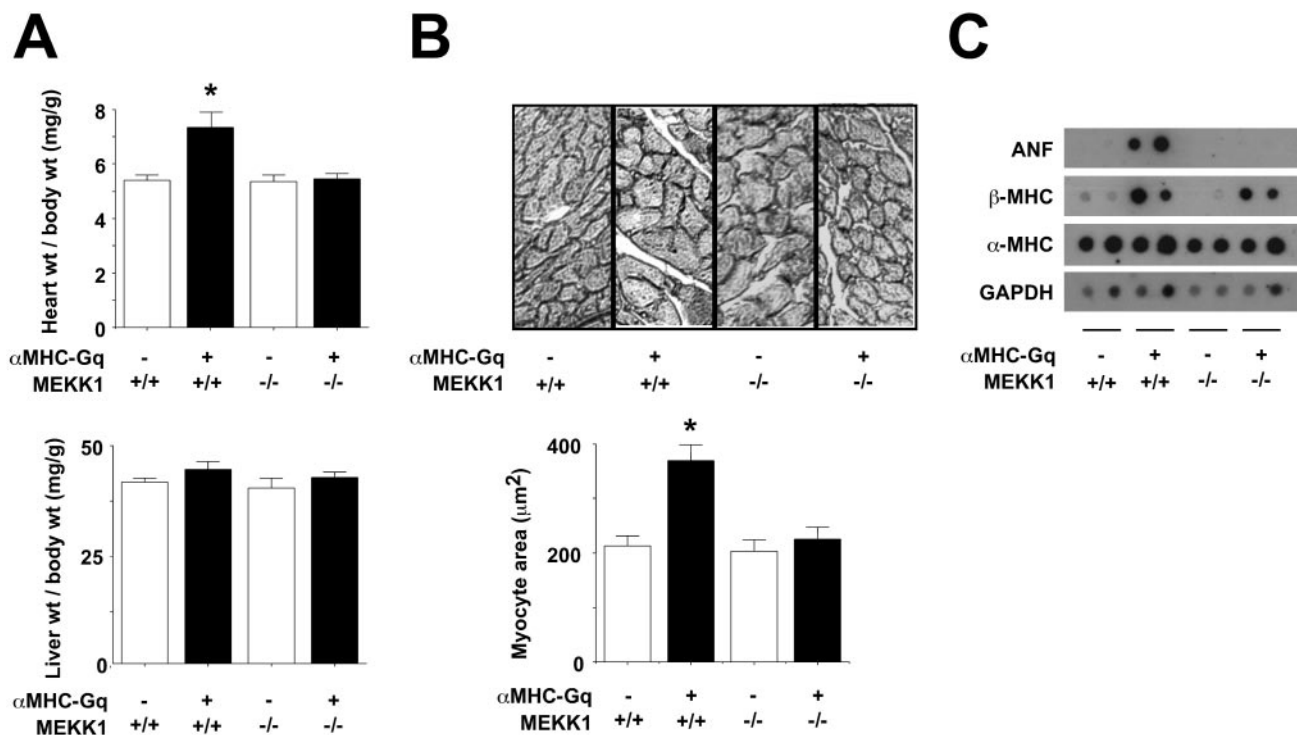 A
B
C
*
8
6
4
2
0
Heart wt / body wt (mg/g)
αMHC-Gq - + - +
MEKK1 +/+ +/+ -/- -/-
50
25
0
Liver wt / body wt (mg/g)
αMHC-Gq - + - +
MEKK1 +/+ +/+ -/- -/-
αMHC-Gq - + - +
MEKK1 +/+ +/+ -/- -/-
*
400
200
0
Myocyte area (μm²)
αMHC-Gq - + - +
MEKK1 +/+ +/+ -/- -/-
ANF
β-MHC
α-MHC
GAPDH
αMHC-Gq - + - +
MEKK1 +/+ +/+ -/- -/-